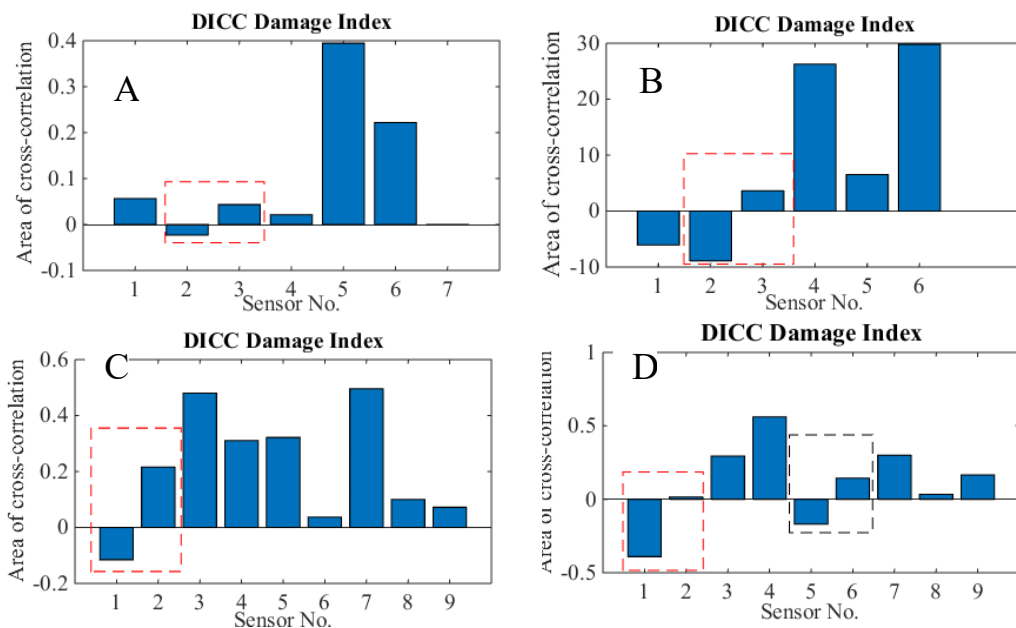 DICC Damage Index
A
Area of cross-correlation
0.4
0.3
0.2
0.1
0
-0.1
1 2 3 4 5 6 7
Sensor No.
DICC Damage Index
B
Area of cross-correlation
30
20
10
0
-10
1 2 3 4 5 6
Sensor No.
DICC Damage Index
C
Area of cross-correlation
0.6
0.4
0.2
0
-0.2
1 2 3 4 5 6 7 8 9
Sensor No.
DICC Damage Index
D
Area of cross-correlation
1
0.5
0
-0.5
1 2 3 4 5 6 7 8 9
Sensor No.